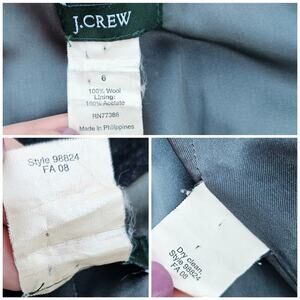 J.CREW
6
100% Wool
Lining:
100% Acetate
RN77388
Made in Philippines
Style 98824
FA 08
Dry clean.
Style 98824
FA 08